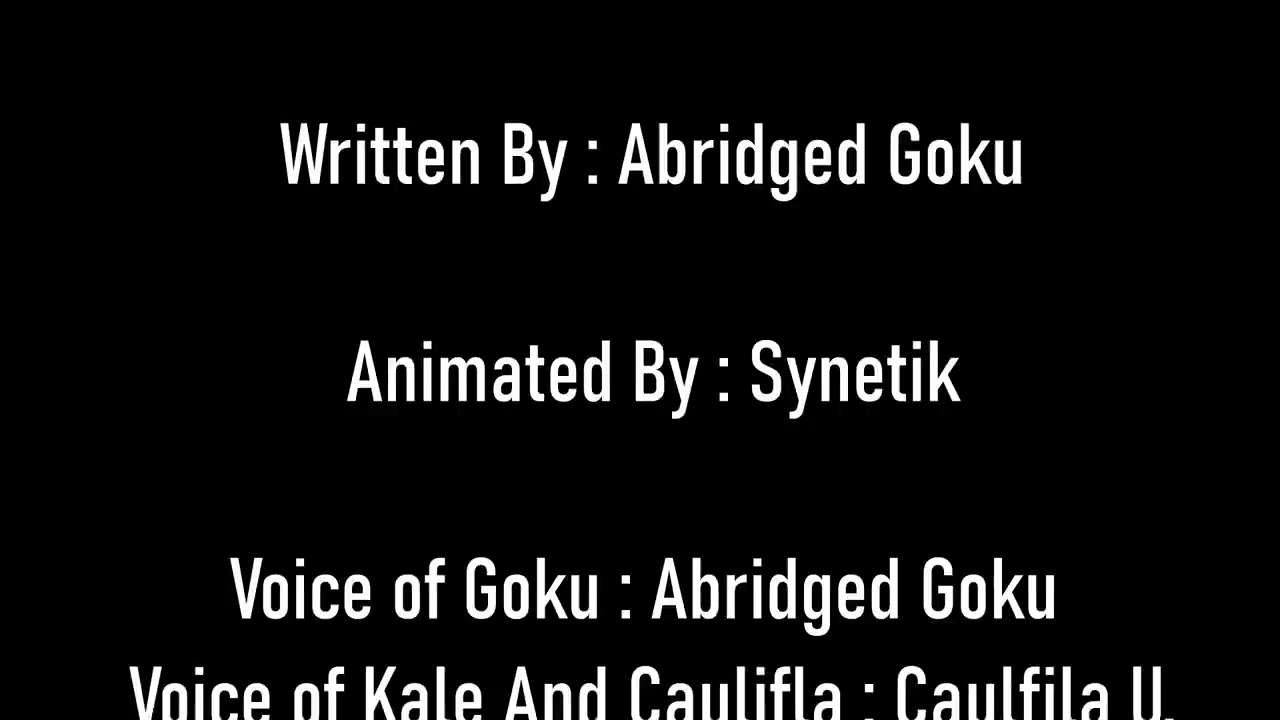 Written By : Abridged Goku
Animated By : Synetik
Voice of Goku : Abridged Goku
Voice of Kale And Caulifla : Caulfila U.